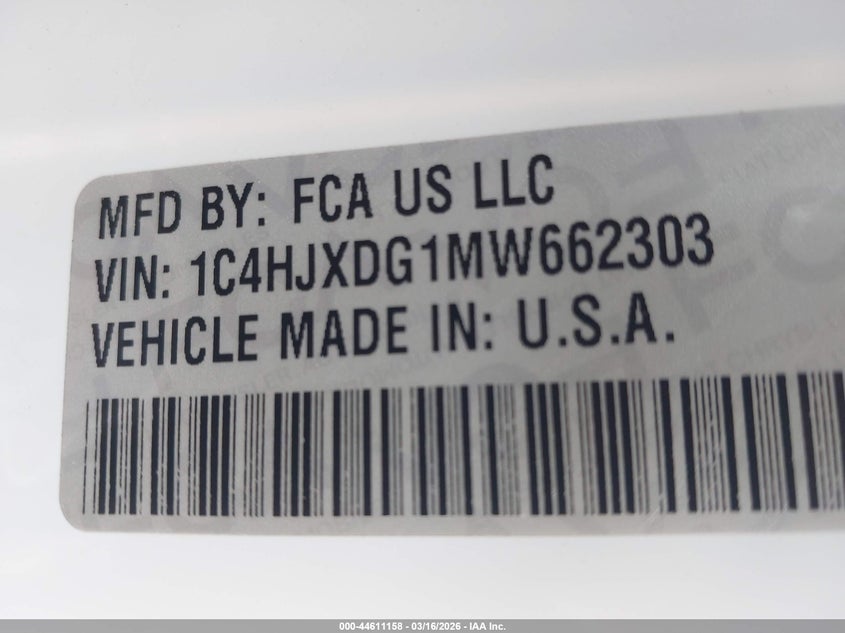 MFD BY: FCA US LLC
VIN: 1C4HJXDG1MW662303
VEHICLE MADE IN: U.S.A.
000-44611158 - 03/16/2026 - IAA Inc.